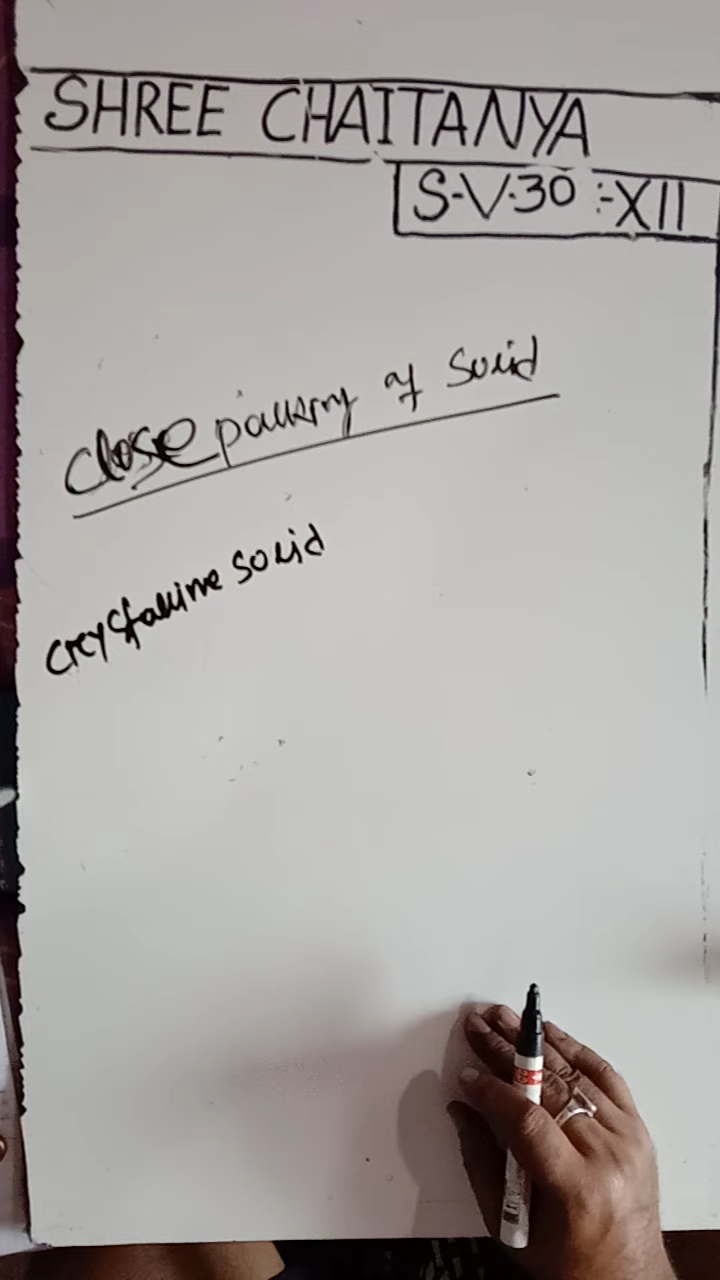 SHREE CHAITANYA
S-V-30 :-XII
Close packing of Solid
Crystalline solid